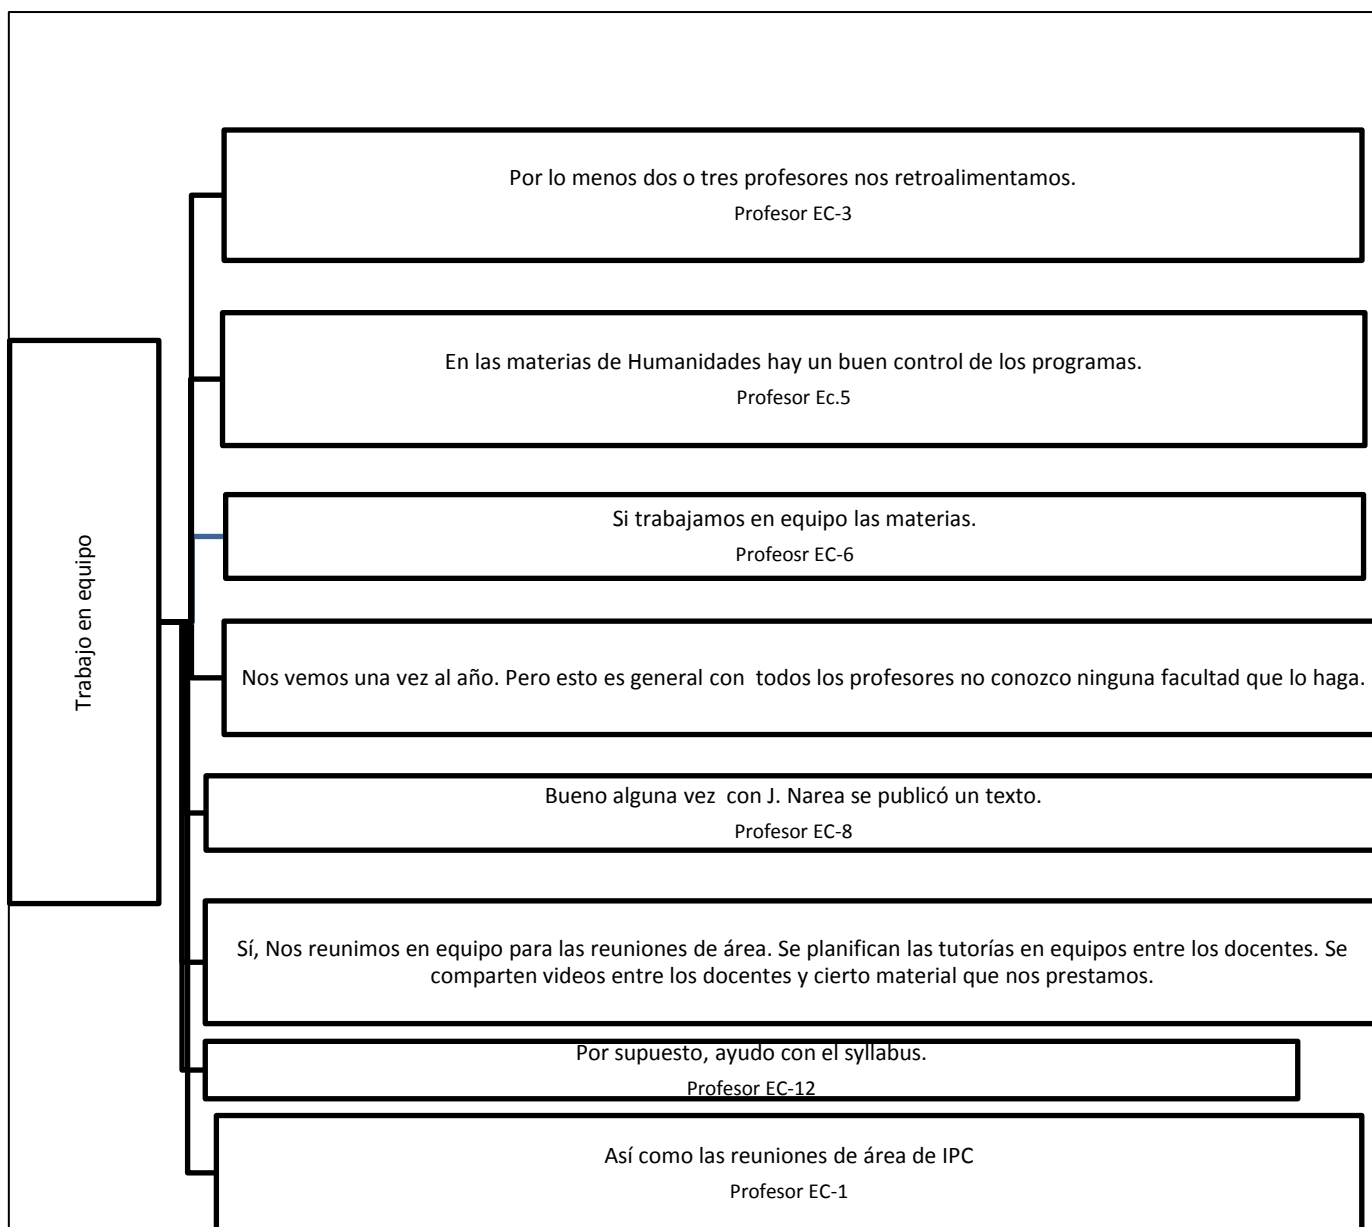 Trabajo en equipo
Por lo menos dos o tres profesores nos retroalimentamos.
Profesor EC-3
En las materias de Humanidades hay un buen control de los programas.
Profesor Ec.5
Si trabajamos en equipo las materias.
Profeosr EC-6
Nos vemos una vez al año. Pero esto es general con  todos los profesores no conozco ninguna facultad que lo haga.
Bueno alguna vez  con J. Narea se publicó un texto.
Profesor EC-8
Sí, Nos reunimos en equipo para las reuniones de área. Se planifican las tutorías en equipos entre los docentes. Se
comparten videos entre los docentes y cierto material que nos prestamos.
Por supuesto, ayudo con el syllabus.
Profesor EC-12
Así como las reuniones de área de IPC
Profesor EC-1